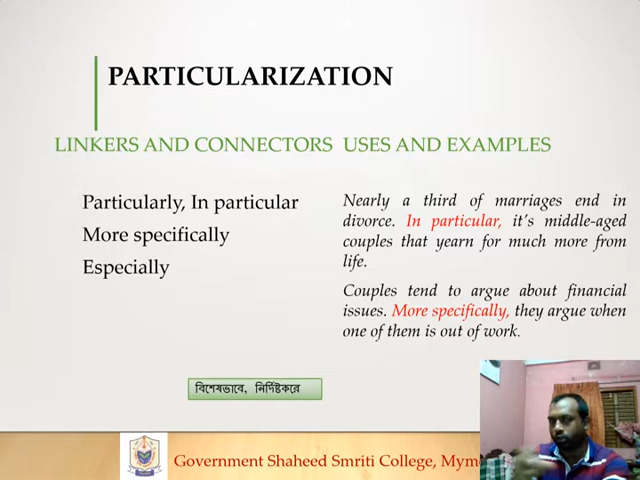 PARTICULARIZATION
LINKERS AND CONNECTORS USES AND EXAMPLES
Particularly, In particular
More specifically
Especially
Nearly a third of marriages end in
divorce. In particular, it's middle-aged
couples that yearn for much more from
life.
Couples tend to argue about financial
issues. More specifically, they argue when
one of them is out of work.
বিশেষভাবে, নির্দিষ্টকরে
Government Shaheed Smriti College,